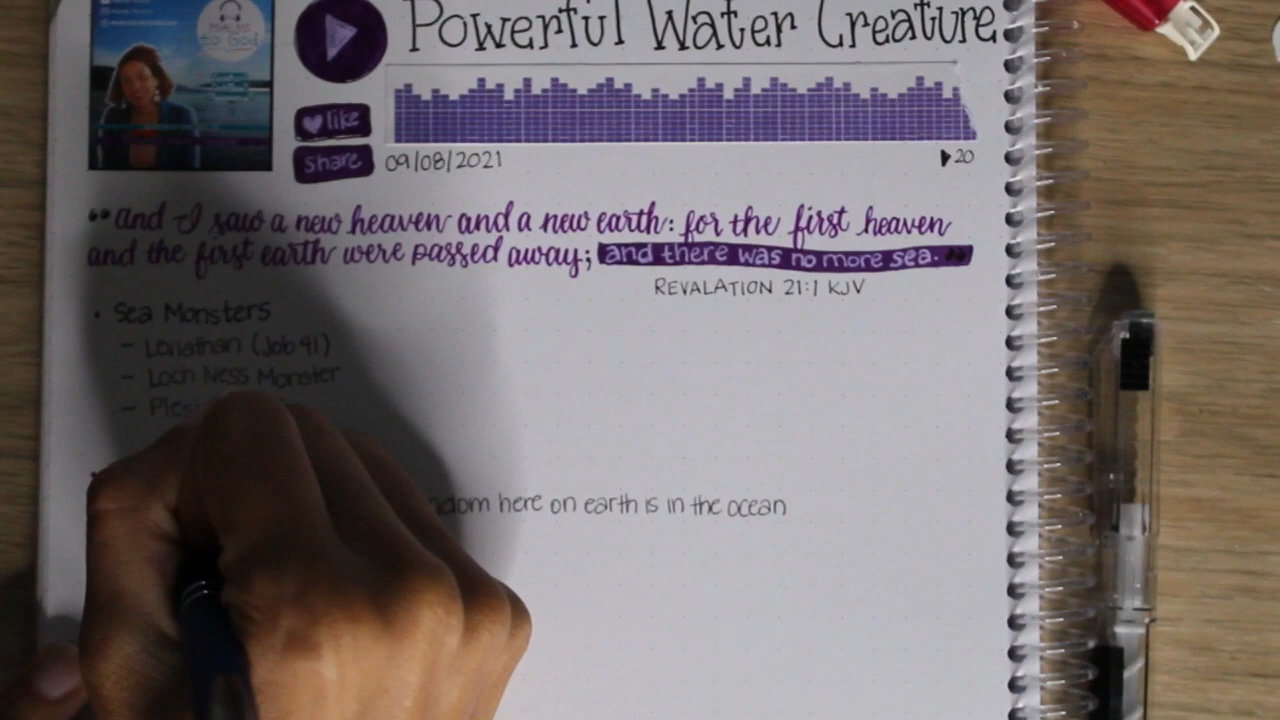 to God
Powerful Water Creature
like
share
09/08/2021
20
"and I saw a new heaven and a new earth: for the first heaven
and the first earth were passed away; and there was no more sea."
REVALATION 21:1 KJV
• Sea Monsters
- Leviathan (Job 41)
- Loch Ness Monster
here on earth is in the ocean